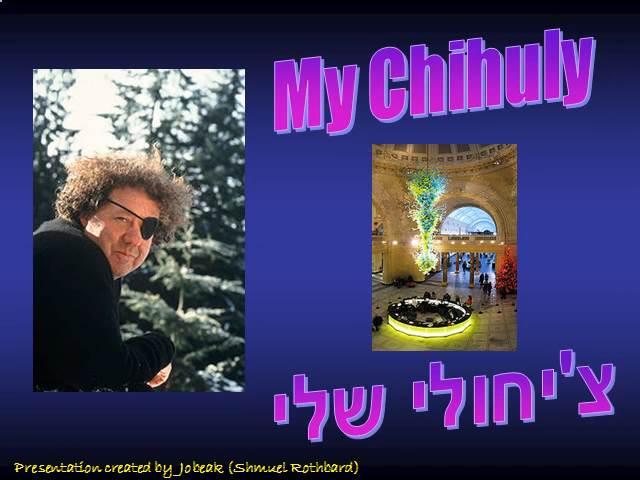 My Chihuly
צ'יחולי שלי
Presentation created by Jobeak (Shmuel Rothbard)